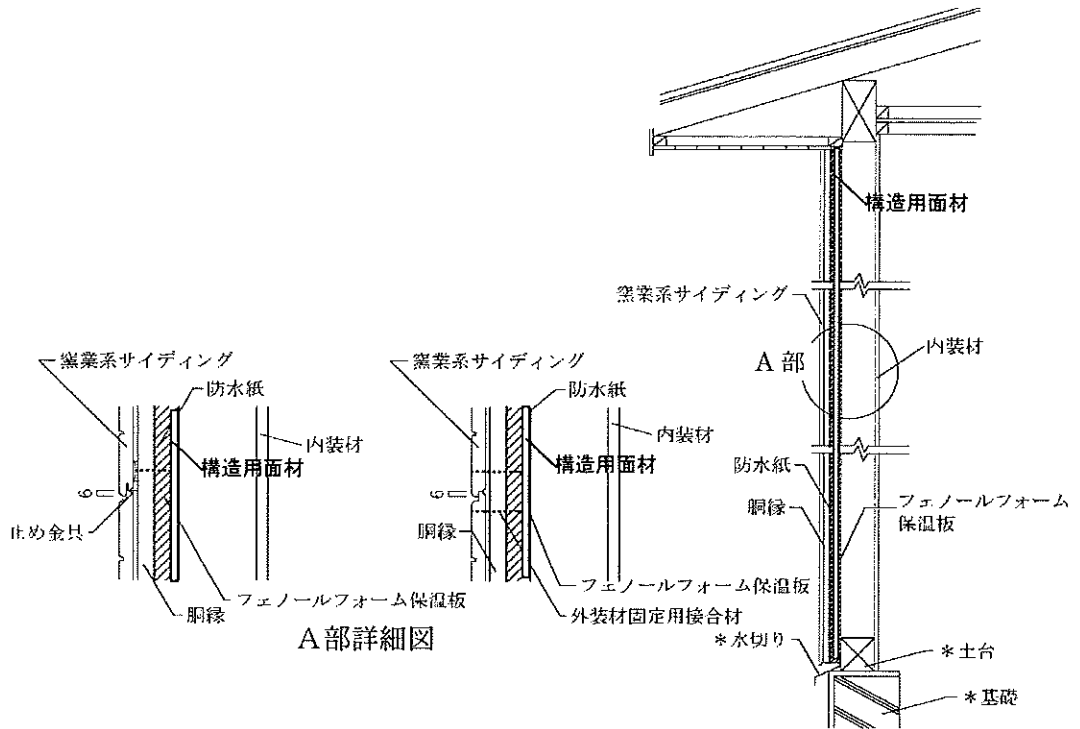 構造用面材
窯業系サイディング
A部
内装材
防水紙
胴縁
フェノールフォーム
保温板
*水切り
*土台
*基礎
窯業系サイディング
防水紙
内装材
構造用面材
止め金具
胴縁
フェノールフォーム保温板
窯業系サイディング
防水紙
内装材
構造用面材
胴縁
フェノールフォーム保温板
外装材固定用接合材
A部詳細図